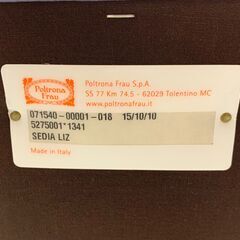 Poltrona
Frau
Poltrona Frau S.p.A
SS 77 Km 74.5 - 62029 Tolentino MC
www.poltronafrau.it
071540-00001-018 15/10/10
5275001*1341
SEDIA LIZ
Made in Italy